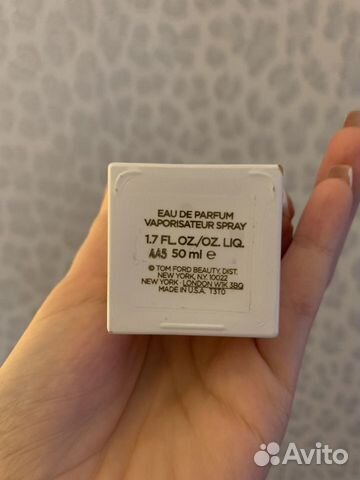 EAU DE PARFUM
VAPORISATEUR SPRAY
1.7 FL.OZ./OZ. LIQ.
AA5 50 ml ℮
© TOM FORD BEAUTY, DIST.
NEW YORK, N.Y. 10022
NEW YORK · LONDON W1K 3BQ
MADE IN U.S.A. T3T0
Avito